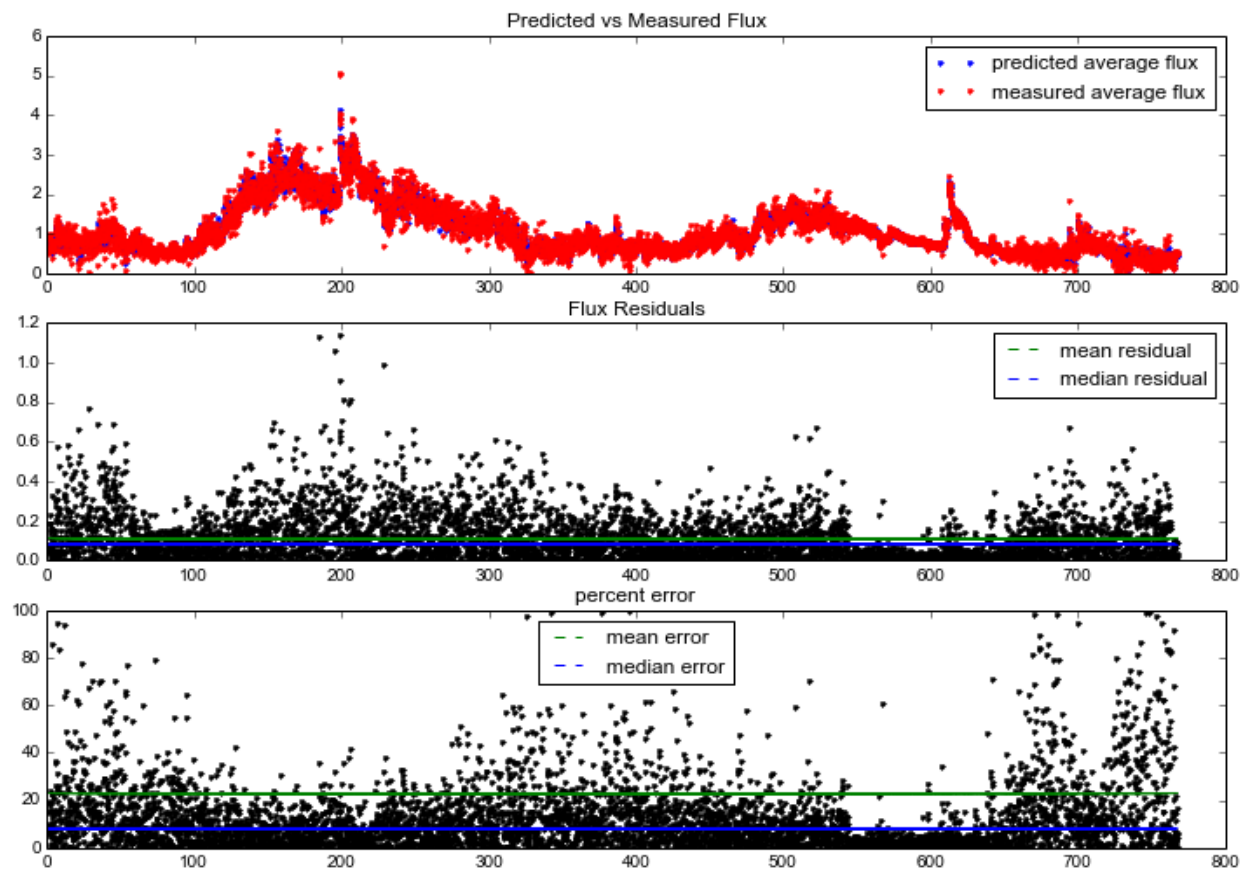 Predicted vs Measured Flux
6
5
4
3
2
1
0
predicted average flux
measured average flux
0 100 200 300 400 500 600 700 800
Flux Residuals
1.2
1.0
0.8
0.6
0.4
0.2
0.0
mean residual
median residual
0 100 200 300 400 500 600 700 800
percent error
100
80
60
40
20
0
mean error
median error
0 100 200 300 400 500 600 700 800